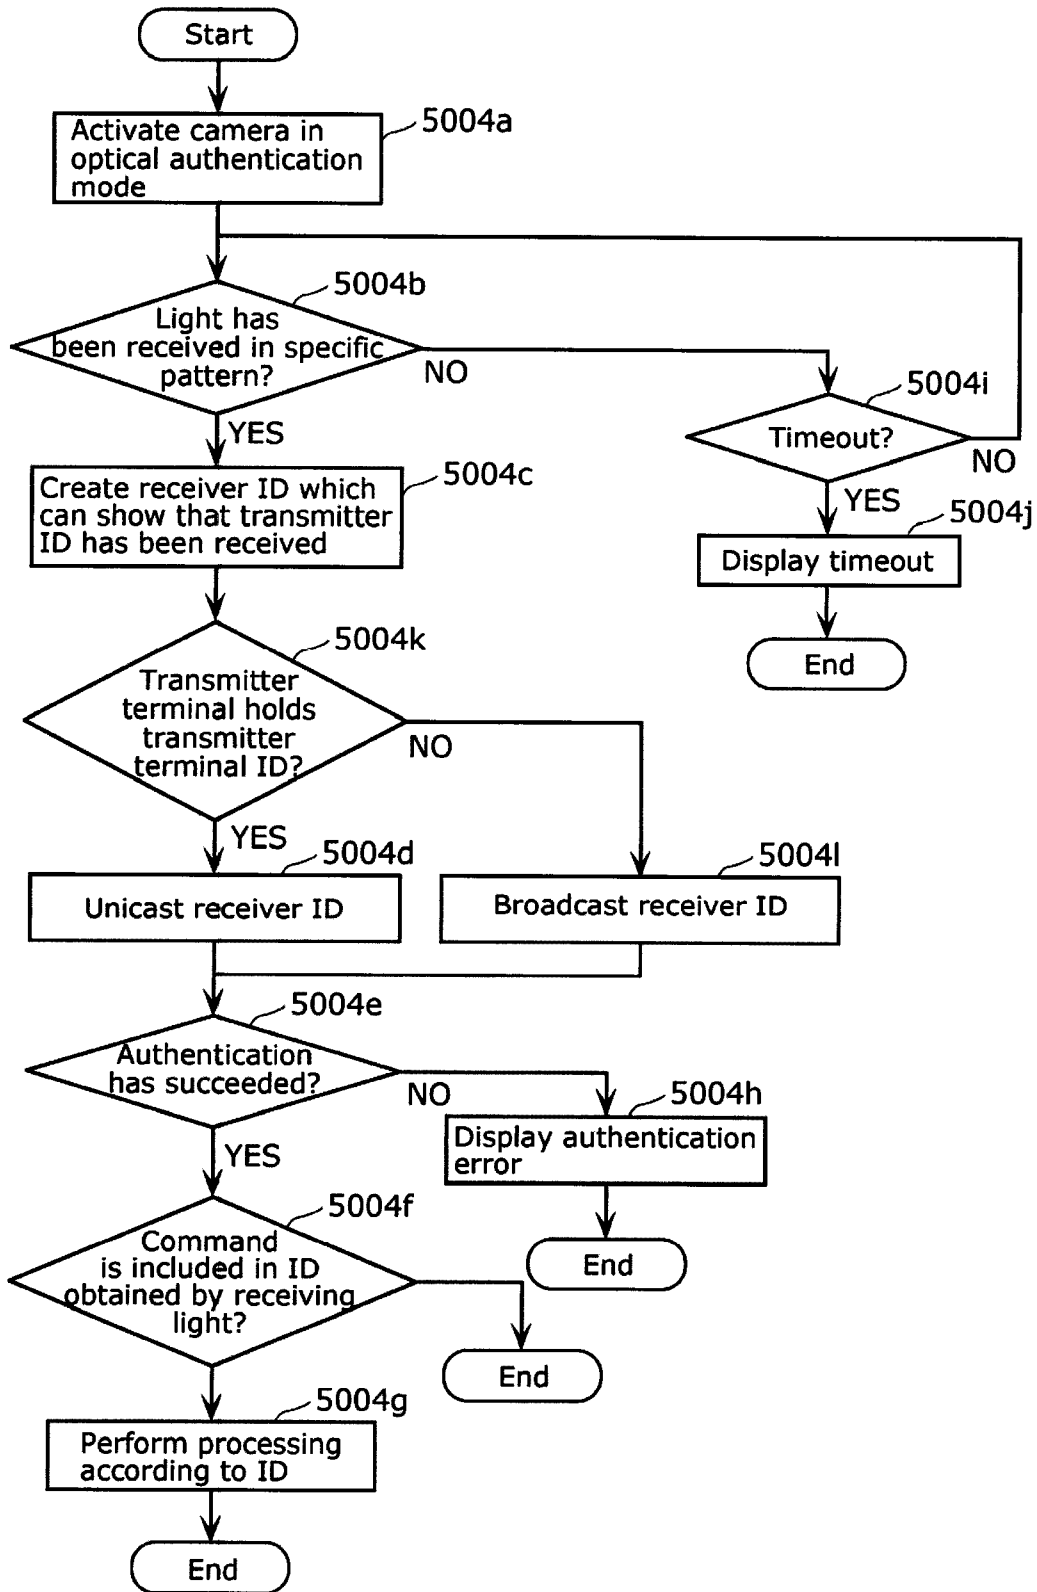 Start
5004a
Activate camera in
optical authentication
mode
5004b
Light has
been received in specific
pattern?
NO
YES
5004i
Timeout?
NO
YES
5004c
Create receiver ID which
can show that transmitter
ID has been received
5004j
Display timeout
End
5004k
Transmitter
terminal holds
transmitter
terminal ID?
NO
YES
5004d
Unicast receiver ID
5004l
Broadcast receiver ID
5004e
Authentication
has succeeded?
NO
YES
5004h
Display authentication
error
End
5004f
Command
is included in ID
obtained by receiving
light?
End
5004g
Perform processing
according to ID
End